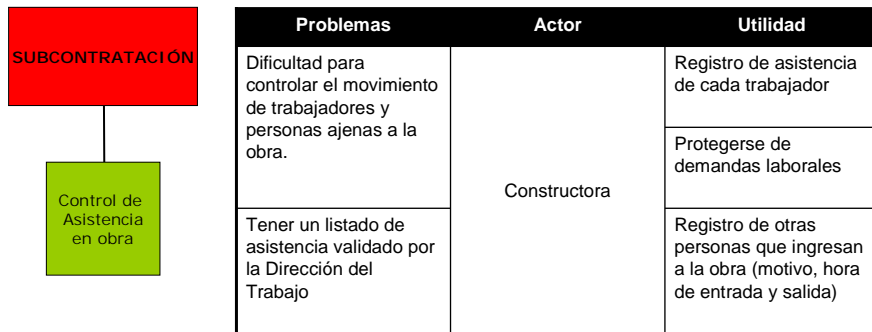 SUBCONTRATACIÓN
Control de
Asistencia
en obra
Problemas
Actor
Utilidad
Dificultad para
controlar el movimiento
de trabajadores y
personas ajenas a la
obra.
Tener un listado de
asistencia validado por
la Dirección del
Trabajo
Constructora
Registro de asistencia
de cada trabajador
Protegerse de
demandas laborales
Registro de otras
personas que ingresan
a la obra (motivo, hora
de entrada y salida)